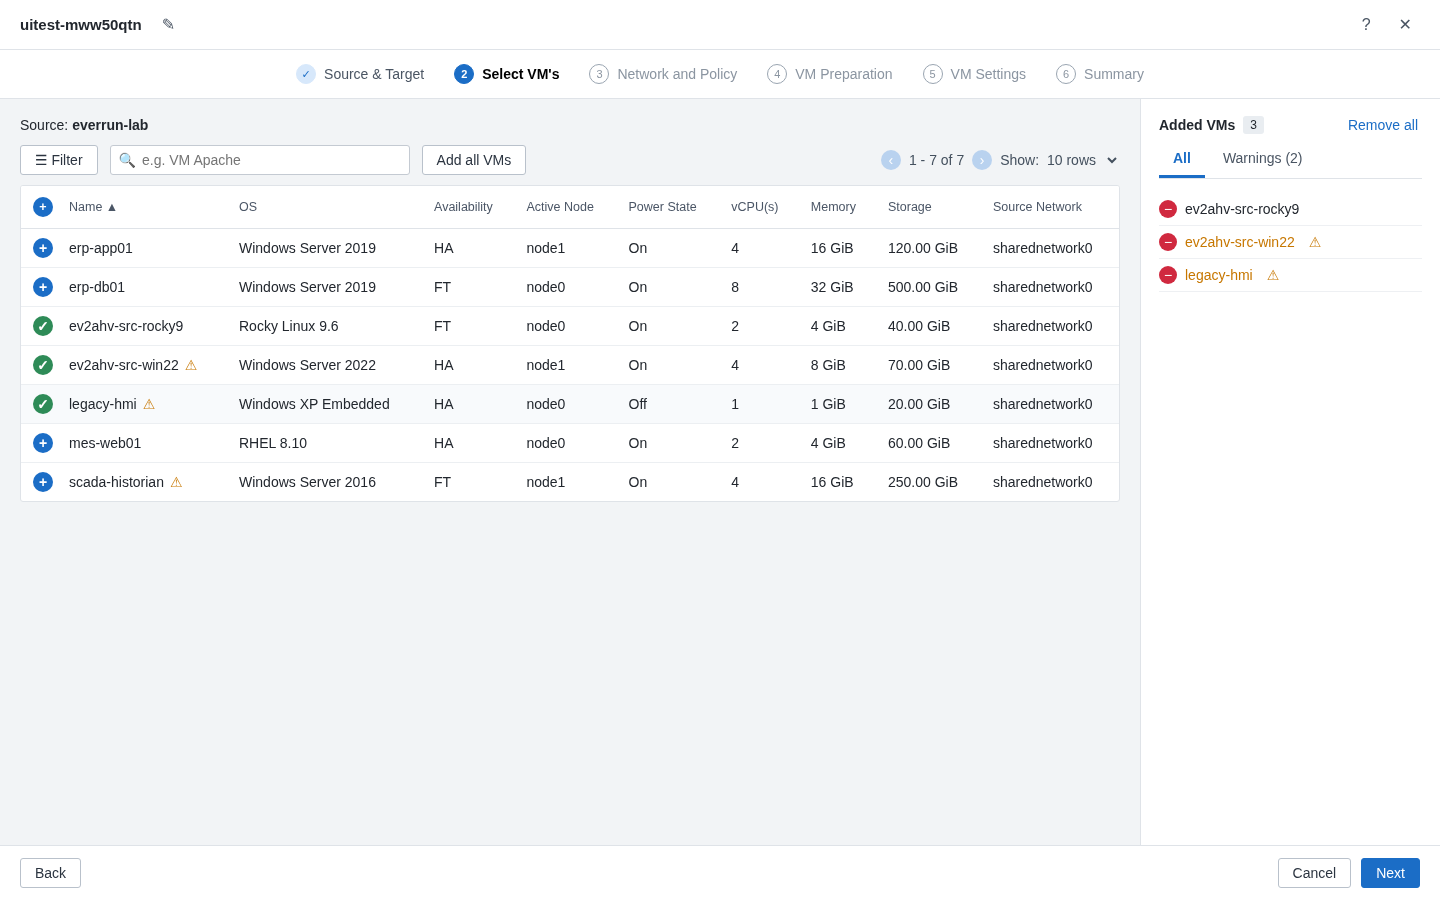 uitest-mww50qtn ✎ ? ✕
✓ Source & Target 2 Select VM's 3 Network and Policy 4 VM Preparation 5 VM Settings 6 Summary
Source: everrun-lab
☰ Filter 🔍 e.g. VM Apache Add all VMs ‹ 1 - 7 of 7 › Show: 10 rows
+ Name ▲ OS Availability Active Node Power State vCPU(s) Memory Storage Source Network
+ erp-app01 Windows Server 2019 HA node1 On 4 16 GiB 120.00 GiB sharednetwork0
+ erp-db01 Windows Server 2019 FT node0 On 8 32 GiB 500.00 GiB sharednetwork0
✓ ev2ahv-src-rocky9 Rocky Linux 9.6 FT node0 On 2 4 GiB 40.00 GiB sharednetwork0
✓ ev2ahv-src-win22 ⚠ Windows Server 2022 HA node1 On 4 8 GiB 70.00 GiB sharednetwork0
✓ legacy-hmi ⚠ Windows XP Embedded HA node0 Off 1 1 GiB 20.00 GiB sharednetwork0
+ mes-web01 RHEL 8.10 HA node0 On 2 4 GiB 60.00 GiB sharednetwork0
+ scada-historian ⚠ Windows Server 2016 FT node1 On 4 16 GiB 250.00 GiB sharednetwork0
Added VMs 3 Remove all
All Warnings (2)
− ev2ahv-src-rocky9
− ev2ahv-src-win22 ⚠
− legacy-hmi ⚠
Back Cancel Next